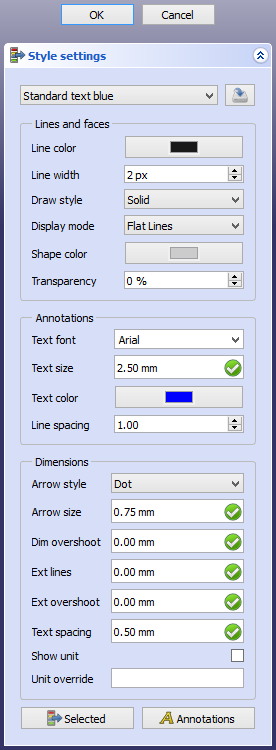 OK Cancel
Style settings
Standard text blue
Lines and faces
Line color
Line width 2 px
Draw style Solid
Display mode Flat Lines
Shape color
Transparency 0 %
Annotations
Text font Arial
Text size 2.50 mm
Text color
Line spacing 1.00
Dimensions
Arrow style Dot
Arrow size 0.75 mm
Dim overshoot 0.00 mm
Ext lines 0.00 mm
Ext overshoot 0.00 mm
Text spacing 0.50 mm
Show unit
Unit override
Selected Annotations